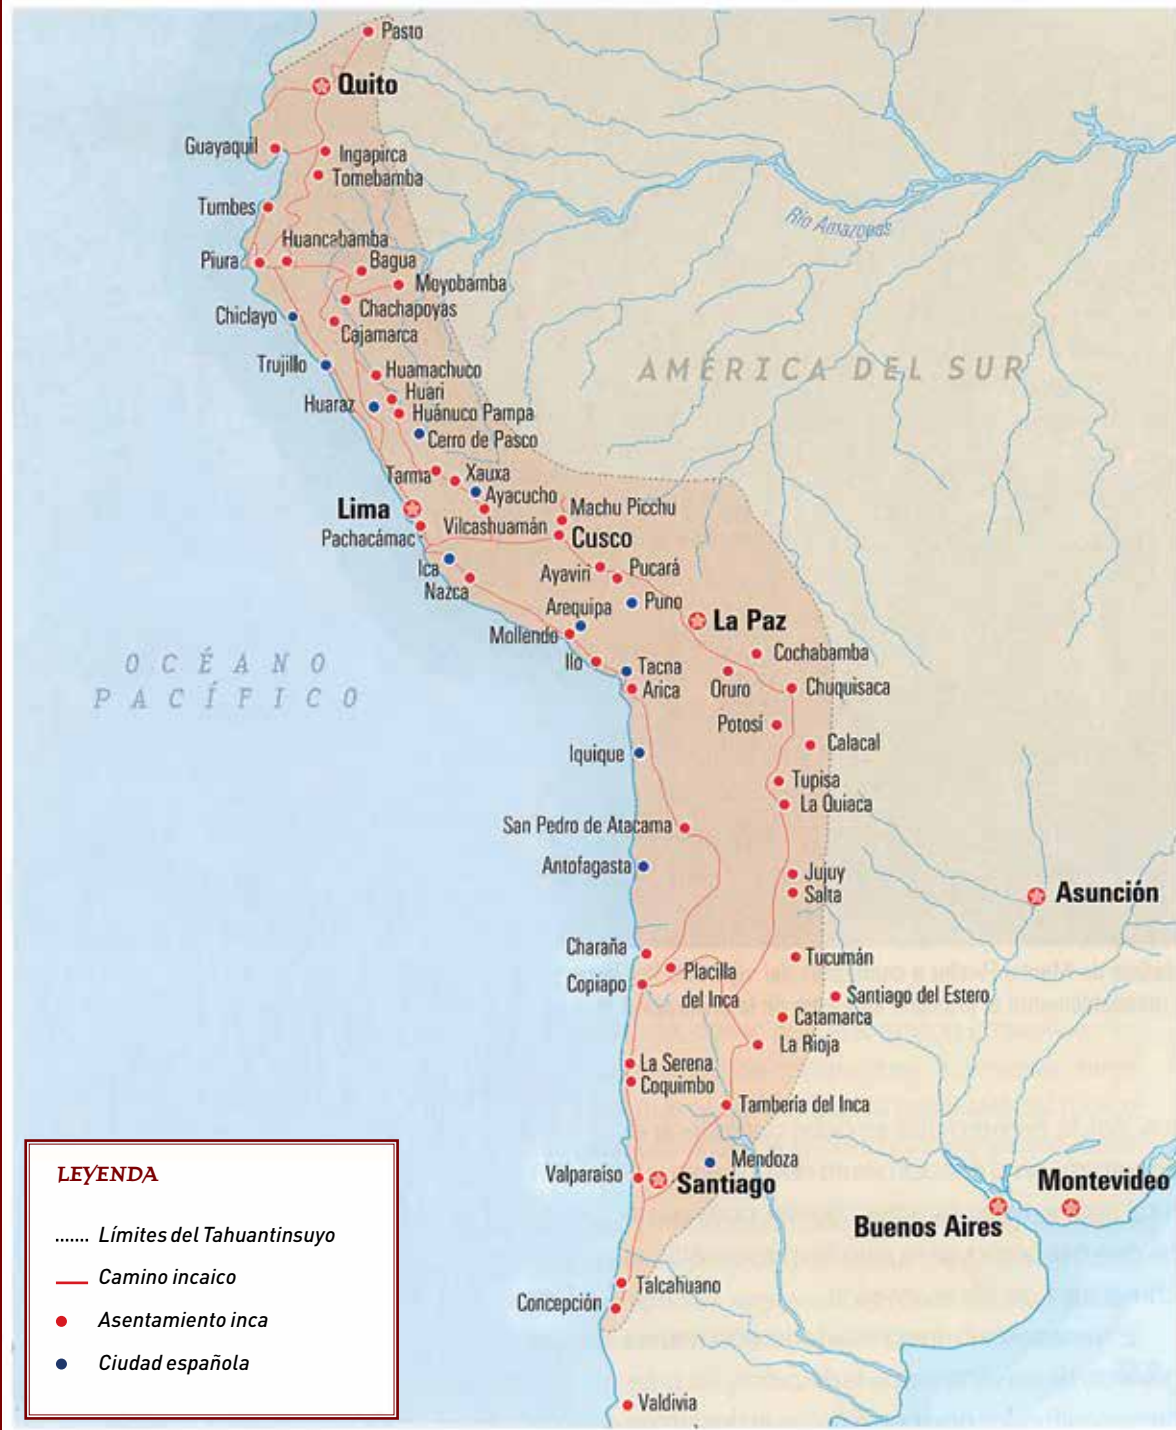 Pasto
Quito
Guayaquil
Ingapirca
Tomebamba
Tumbes
Río Amazonas
Huancabamba
Piura
Bagua
Moyobamba
Chachapoyas
Chiclayo
Cajamarca
Trujillo
AMÉRICA DEL SUR
Huamachuco
Huari
Huaraz
Huánuco Pampa
Cerro de Pasco
Tarma
Xauxa
Ayacucho
Lima
Machu Picchu
Vilcashuamán
Pachacámac
Cusco
Ica
Ayaviri
Pucará
Nazca
Arequipa
Puno
La Paz
Mollendo
Cochabamba
OCÉANO
PACÍFICO
Ilo
Tacna
Arica
Oruro
Chuquisaca
Potosí
Calacal
Iquique
Tupisa
La Quiaca
San Pedro de Atacama
Antofagasta
Jujuy
Salta
Asunción
Charaña
Tucumán
Placilla
del Inca
Copiapo
Santiago del Estero
Catamarca
La Rioja
La Serena
Coquimbo
Tamberia del Inca
Mendoza
Valparaíso
Santiago
Montevideo
Buenos Aires
Talcahuano
Concepción
Valdivia
LEYENDA
....... Límites del Tahuantinsuyo
Camino incaico
Asentamiento inca
Ciudad española